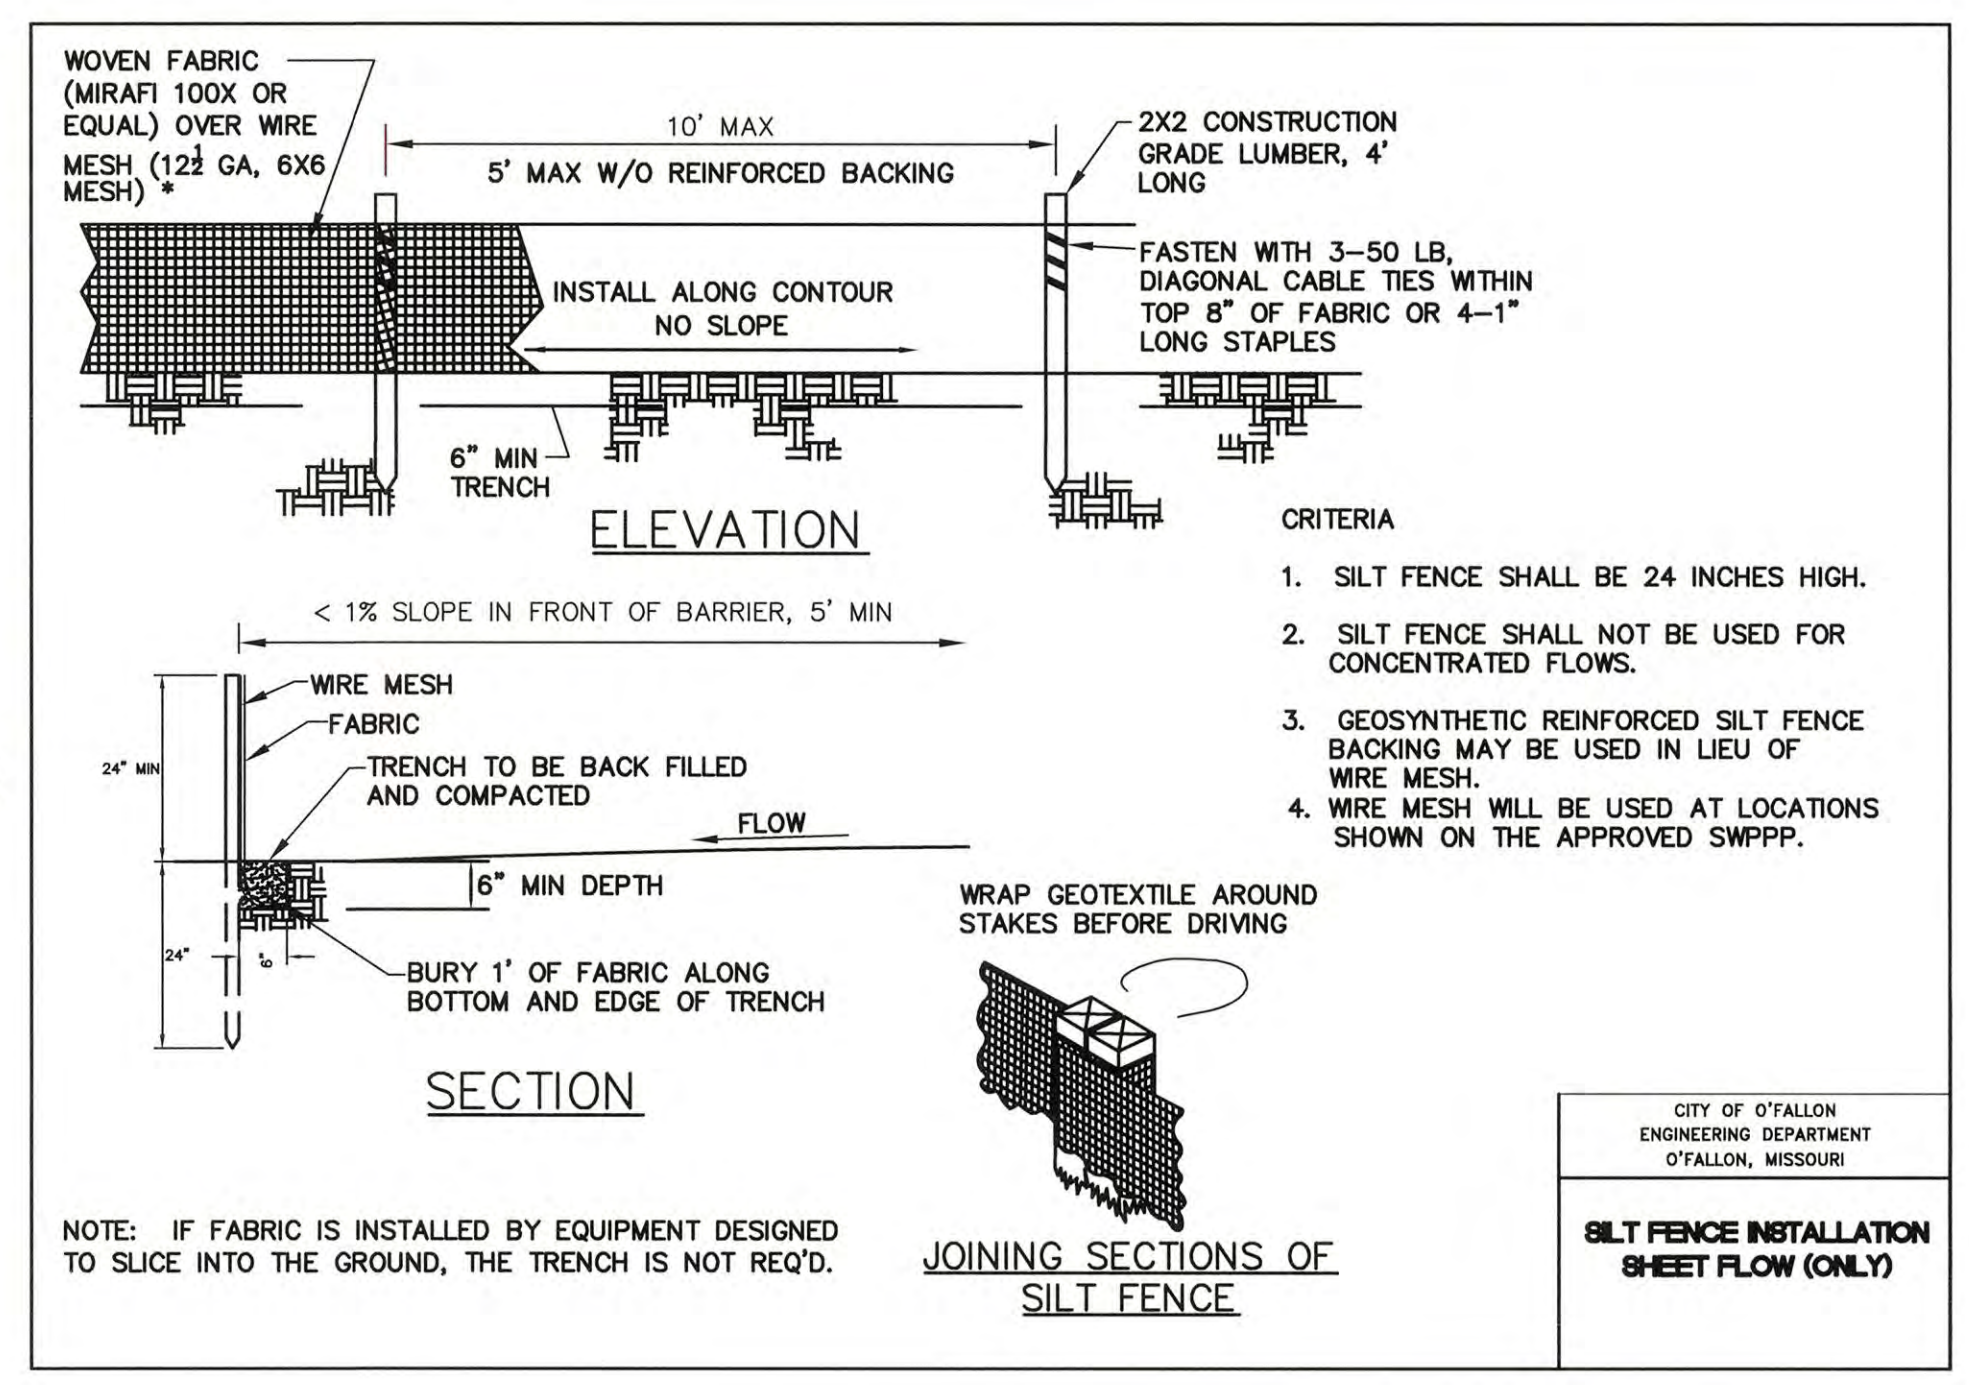 WOVEN FABRIC
(MIRAFI 100X OR
EQUAL) OVER WIRE
MESH (12½ GA, 6X6
MESH) *
10' MAX
5' MAX W/O REINFORCED BACKING
2X2 CONSTRUCTION
GRADE LUMBER, 4'
LONG
FASTEN WITH 3-50 LB,
DIAGONAL CABLE TIES WITHIN
TOP 8" OF FABRIC OR 4-1"
LONG STAPLES
INSTALL ALONG CONTOUR
NO SLOPE
6" MIN
TRENCH
ELEVATION
< 1% SLOPE IN FRONT OF BARRIER, 5' MIN
WIRE MESH
FABRIC
24" MIN
TRENCH TO BE BACK FILLED
AND COMPACTED
FLOW
6" MIN DEPTH
24"
6"
BURY 1' OF FABRIC ALONG
BOTTOM AND EDGE OF TRENCH
SECTION
CRITERIA
1. SILT FENCE SHALL BE 24 INCHES HIGH.
2. SILT FENCE SHALL NOT BE USED FOR
CONCENTRATED FLOWS.
3. GEOSYNTHETIC REINFORCED SILT FENCE
BACKING MAY BE USED IN LIEU OF
WIRE MESH.
4. WIRE MESH WILL BE USED AT LOCATIONS
SHOWN ON THE APPROVED SWPPP.
WRAP GEOTEXTILE AROUND
STAKES BEFORE DRIVING
JOINING SECTIONS OF
SILT FENCE
NOTE: IF FABRIC IS INSTALLED BY EQUIPMENT DESIGNED
TO SLICE INTO THE GROUND, THE TRENCH IS NOT REQ'D.
CITY OF O'FALLON
ENGINEERING DEPARTMENT
O'FALLON, MISSOURI
SILT FENCE INSTALLATION
SHEET FLOW (ONLY)